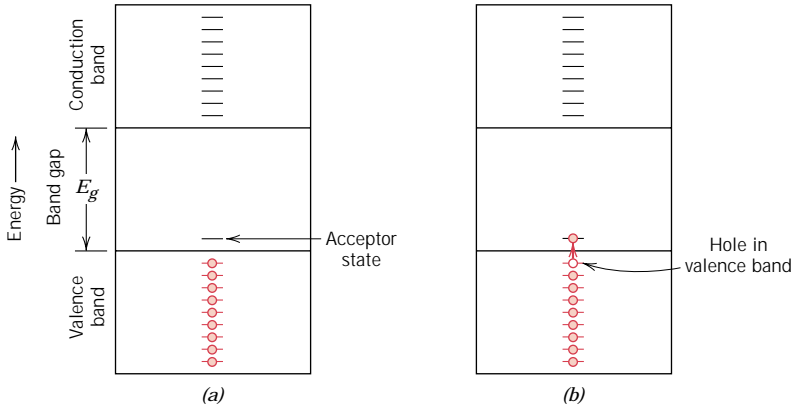 Energy
Conduction
band
Band gap
E_g
Valence
band
Acceptor
state
Hole in
valence band
(a)
(b)